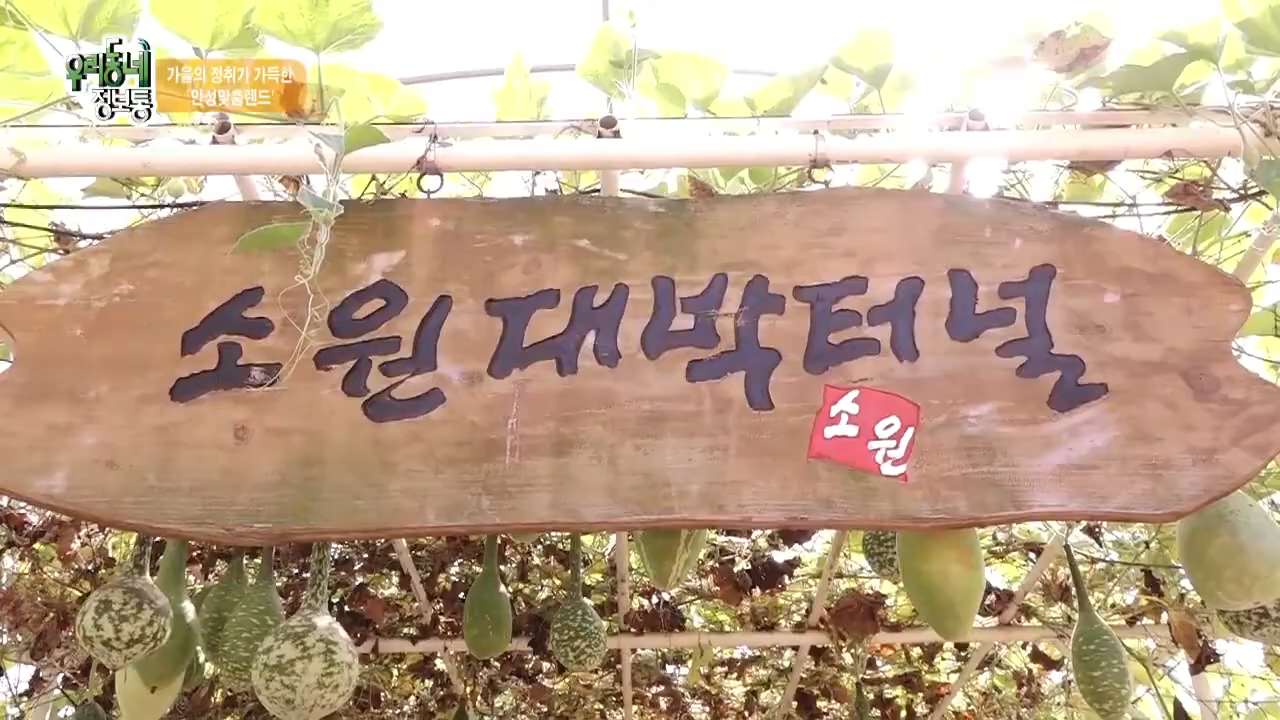 우리동네
정보통
가을의 정취가 가득한
'안성맞춤랜드'
소원대박터널
소원